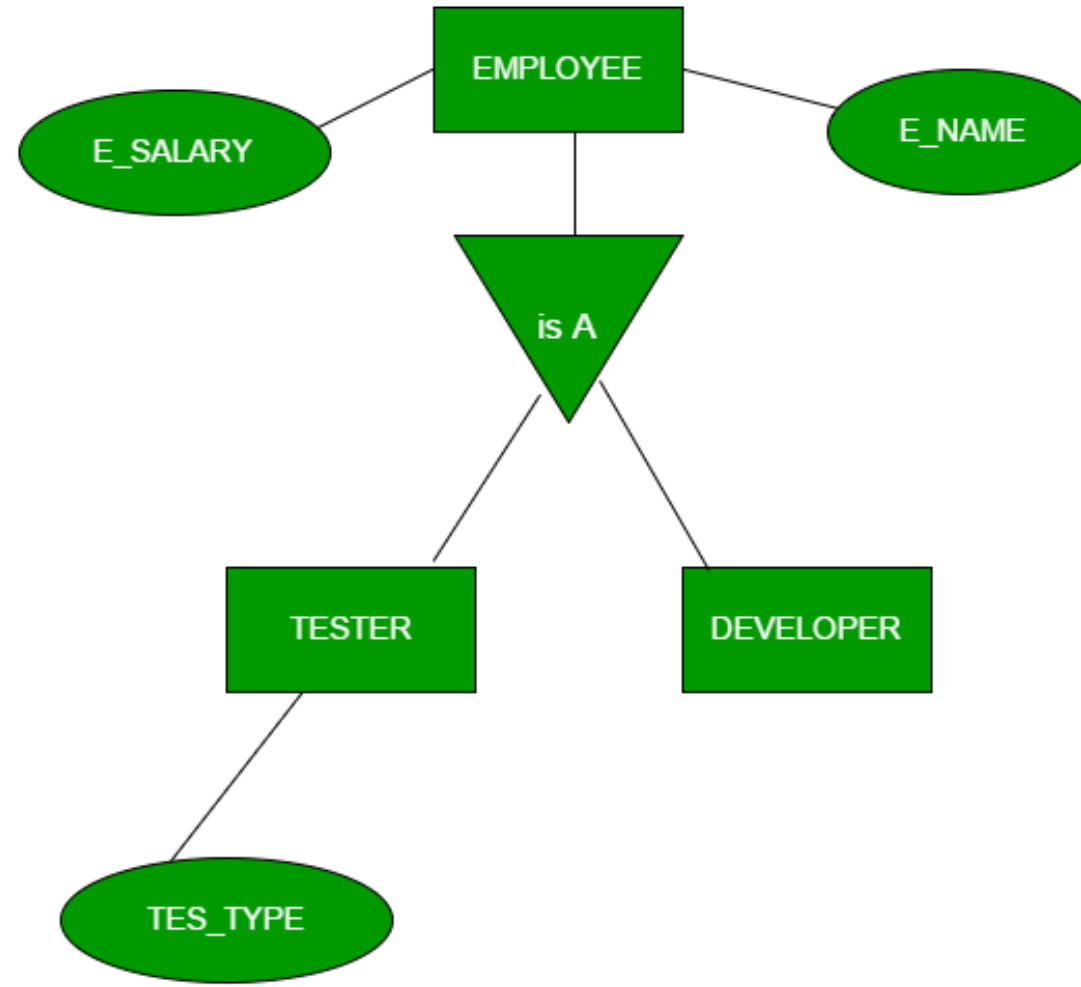 EMPLOYEE
E_SALARY
E_NAME
is A
TESTER
DEVELOPER
TES_TYPE